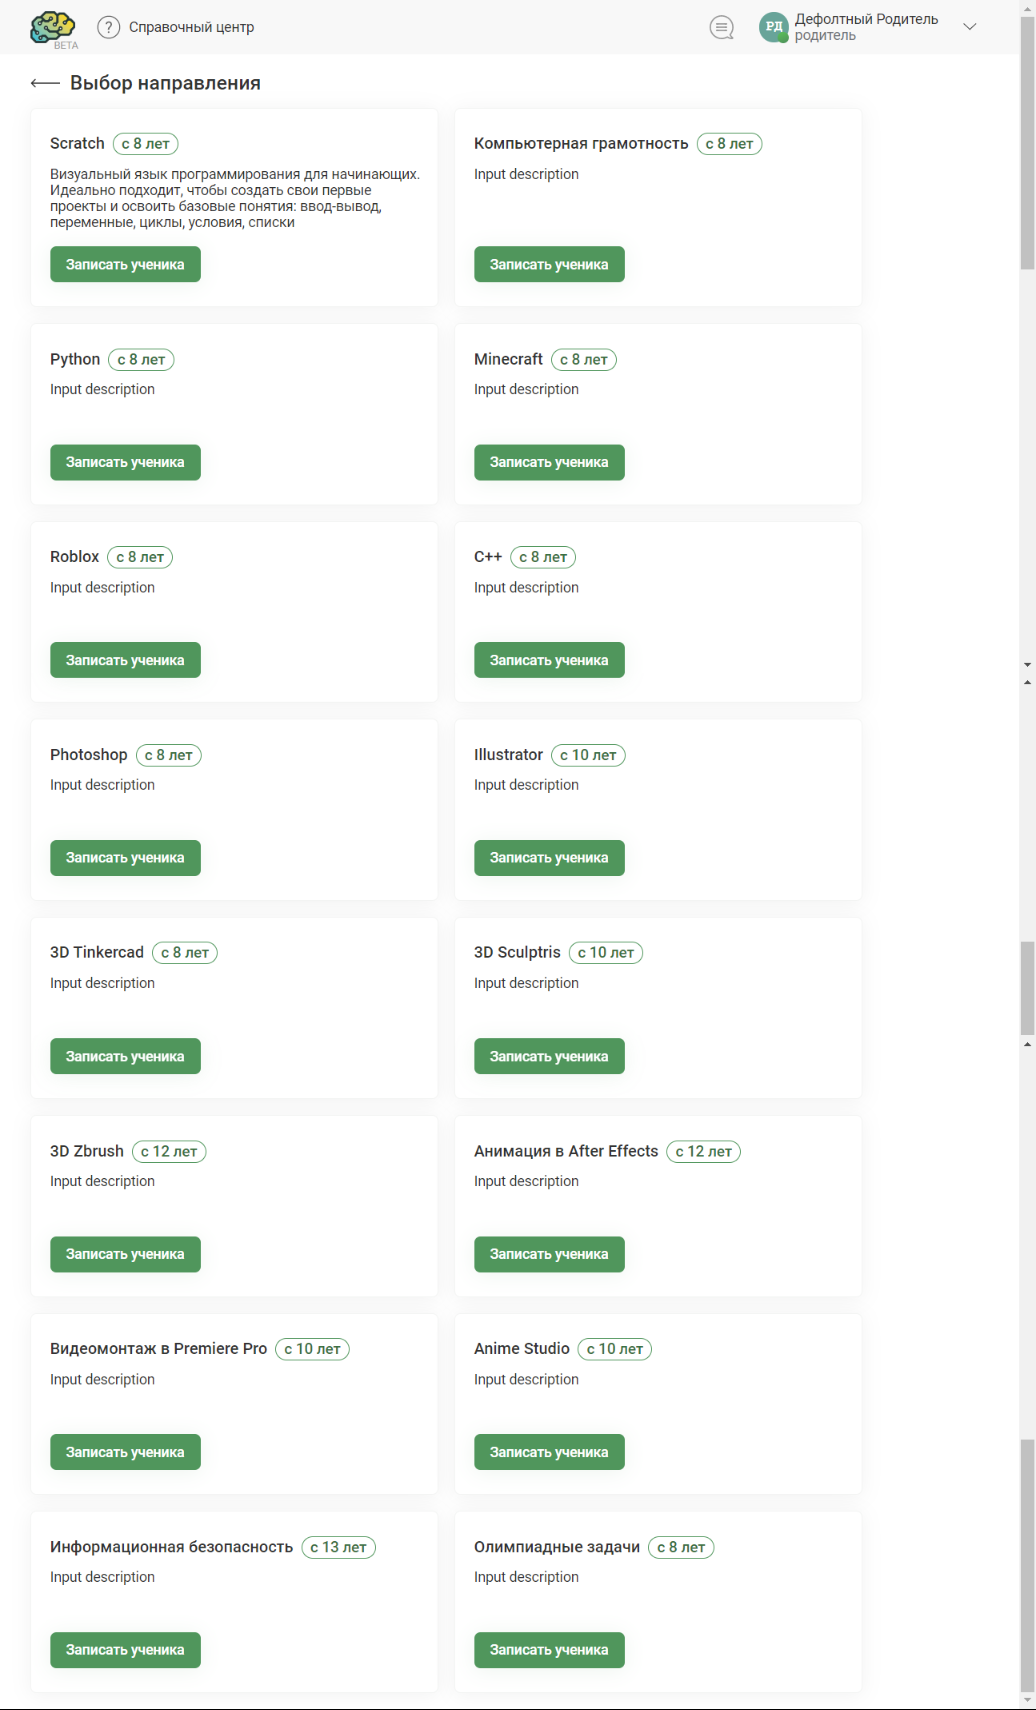 BETA
? Справочный центр
РД
Дефолтный Родитель
родитель
Выбор направления
Scratch с 8 лет
Визуальный язык программирования для начинающих.
Идеально подходит, чтобы создать свои первые
проекты и освоить базовые понятия: ввод-вывод,
переменные, циклы, условия, списки
Записать ученика
Компьютерная грамотность с 8 лет
Input description
Записать ученика
Python с 8 лет
Input description
Записать ученика
Minecraft с 8 лет
Input description
Записать ученика
Roblox с 8 лет
Input description
Записать ученика
C++ с 8 лет
Input description
Записать ученика
Photoshop с 8 лет
Input description
Записать ученика
Illustrator с 10 лет
Input description
Записать ученика
3D Tinkercad с 8 лет
Input description
Записать ученика
3D Sculptris с 10 лет
Input description
Записать ученика
3D Zbrush с 12 лет
Input description
Записать ученика
Анимация в After Effects с 12 лет
Input description
Записать ученика
Видеомонтаж в Premiere Pro с 10 лет
Input description
Записать ученика
Anime Studio с 10 лет
Input description
Записать ученика
Информационная безопасность с 13 лет
Input description
Записать ученика
Олимпиадные задачи с 8 лет
Input description
Записать ученика